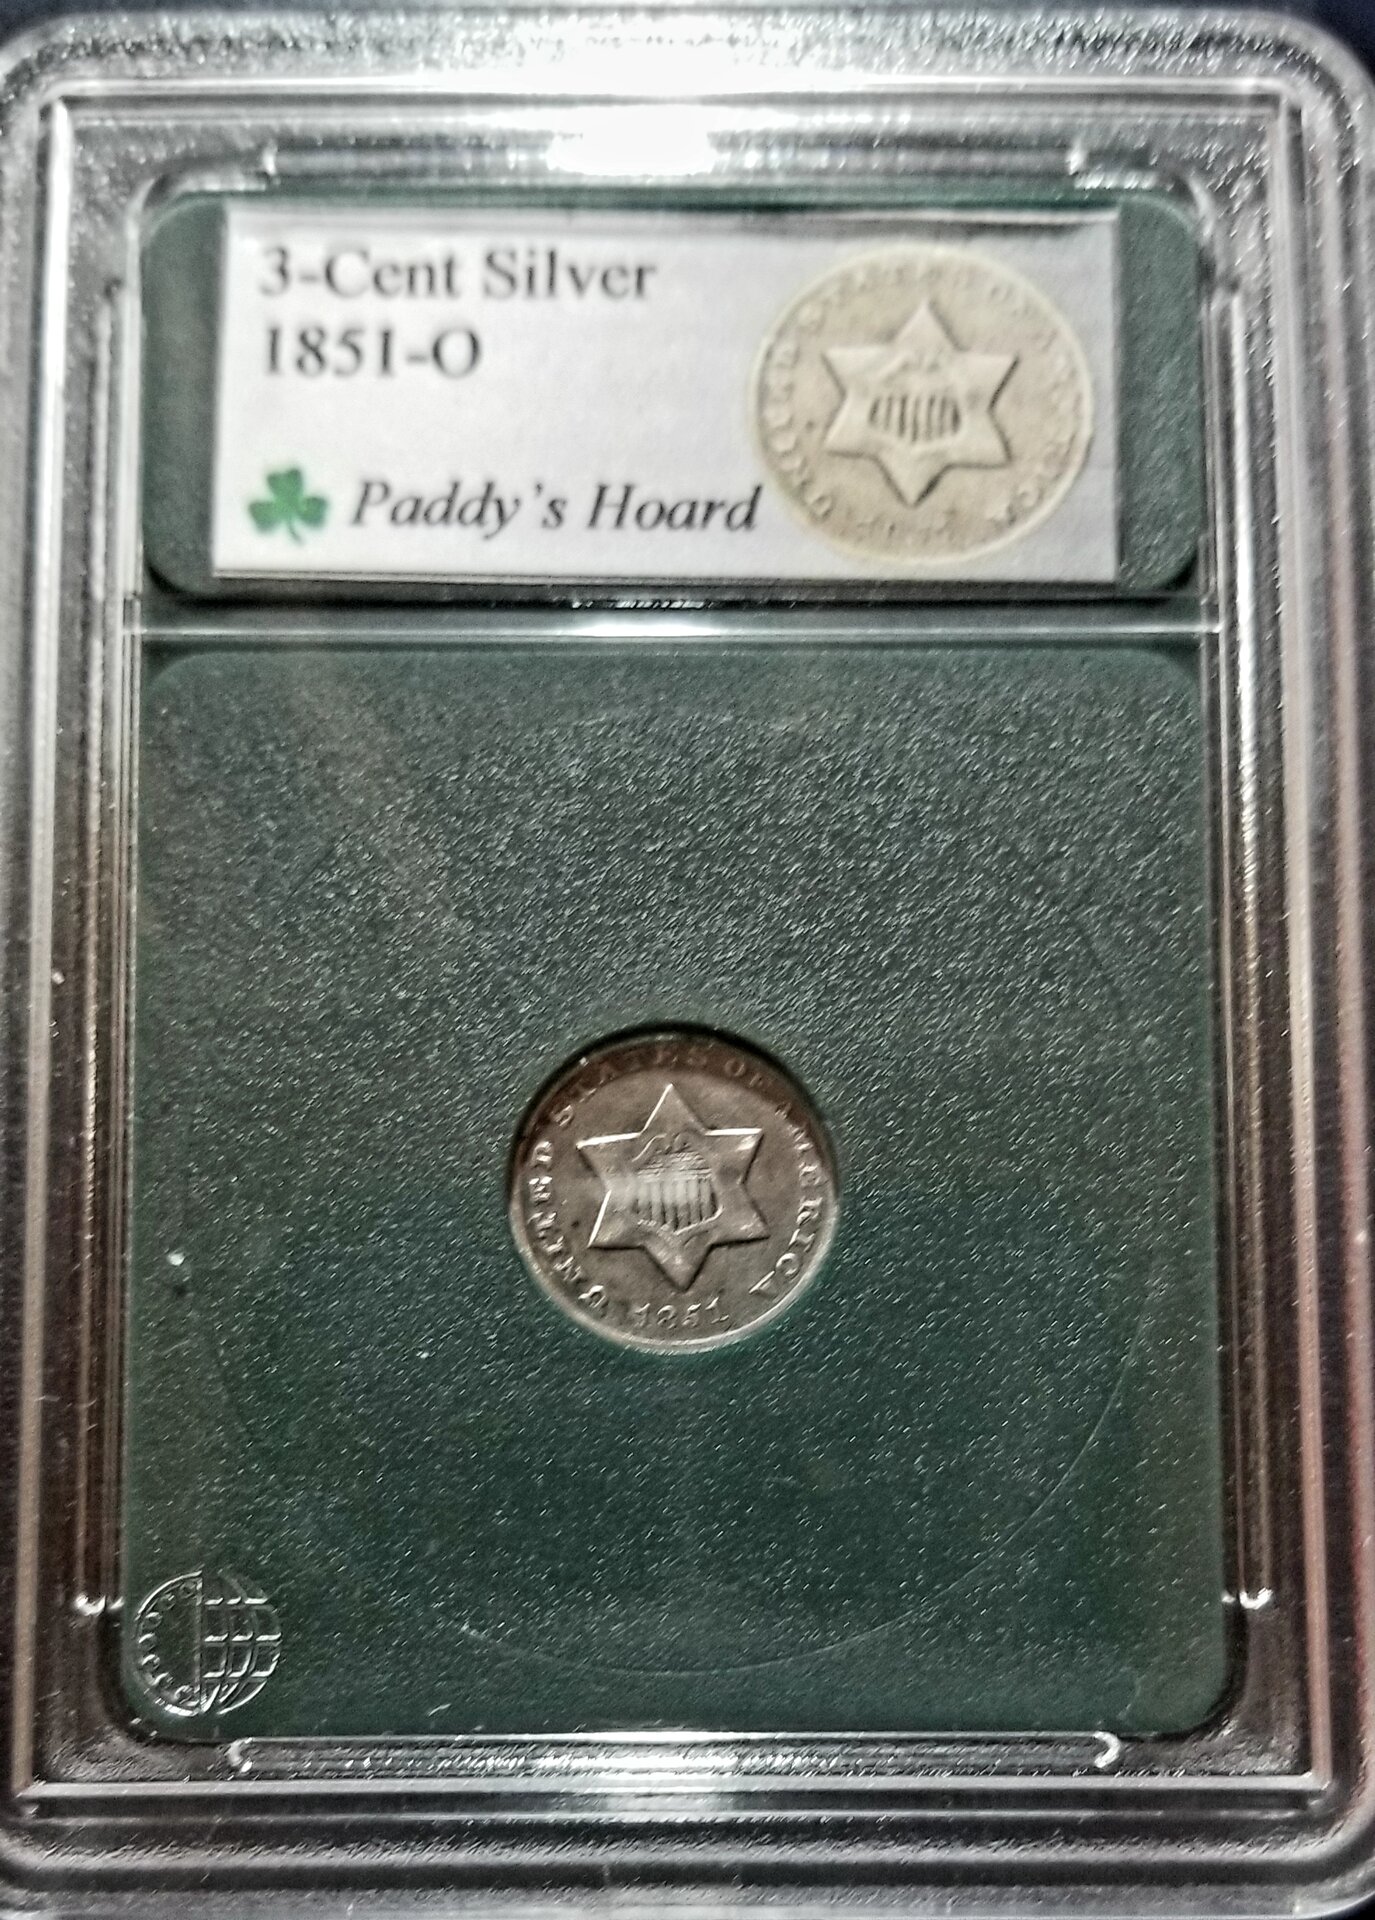 3-Cent Silver
1851-O
Paddy's Hoard
UNITED STATES OF AMERICA
1851